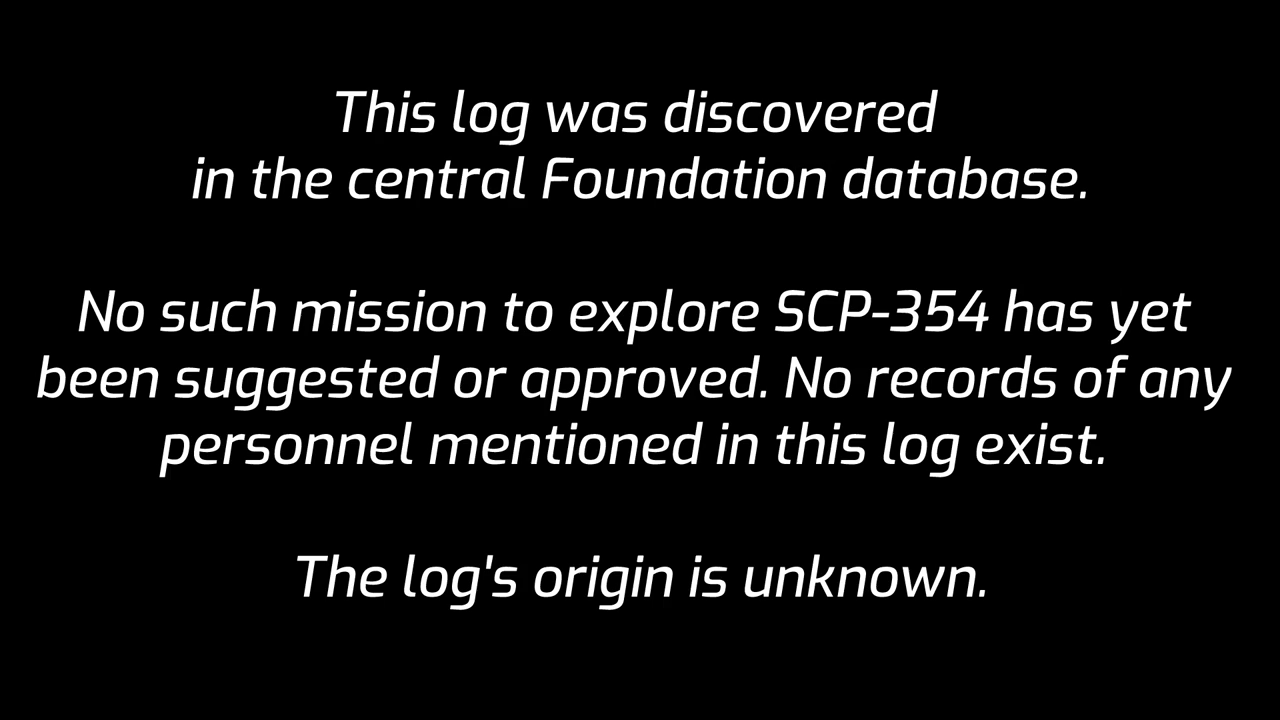 This log was discovered
in the central Foundation database.
No such mission to explore SCP-354 has yet
been suggested or approved. No records of any
personnel mentioned in this log exist.
The log's origin is unknown.